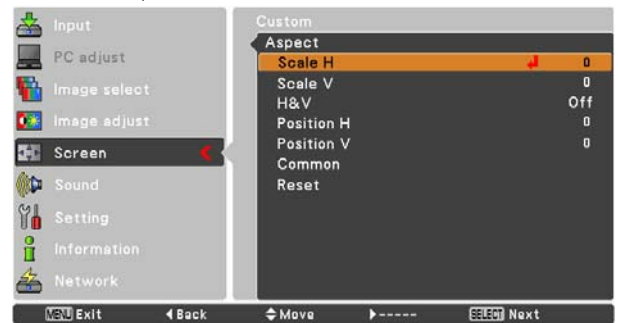 Input
PC adjust
Image select
Image adjust
Screen
Sound
Setting
Information
Network
Custom
Aspect
Scale H 0
Scale V 0
H&V Off
Position H 0
Position V 0
Common
Reset
MENU Exit Back Move ----- SELECT Next